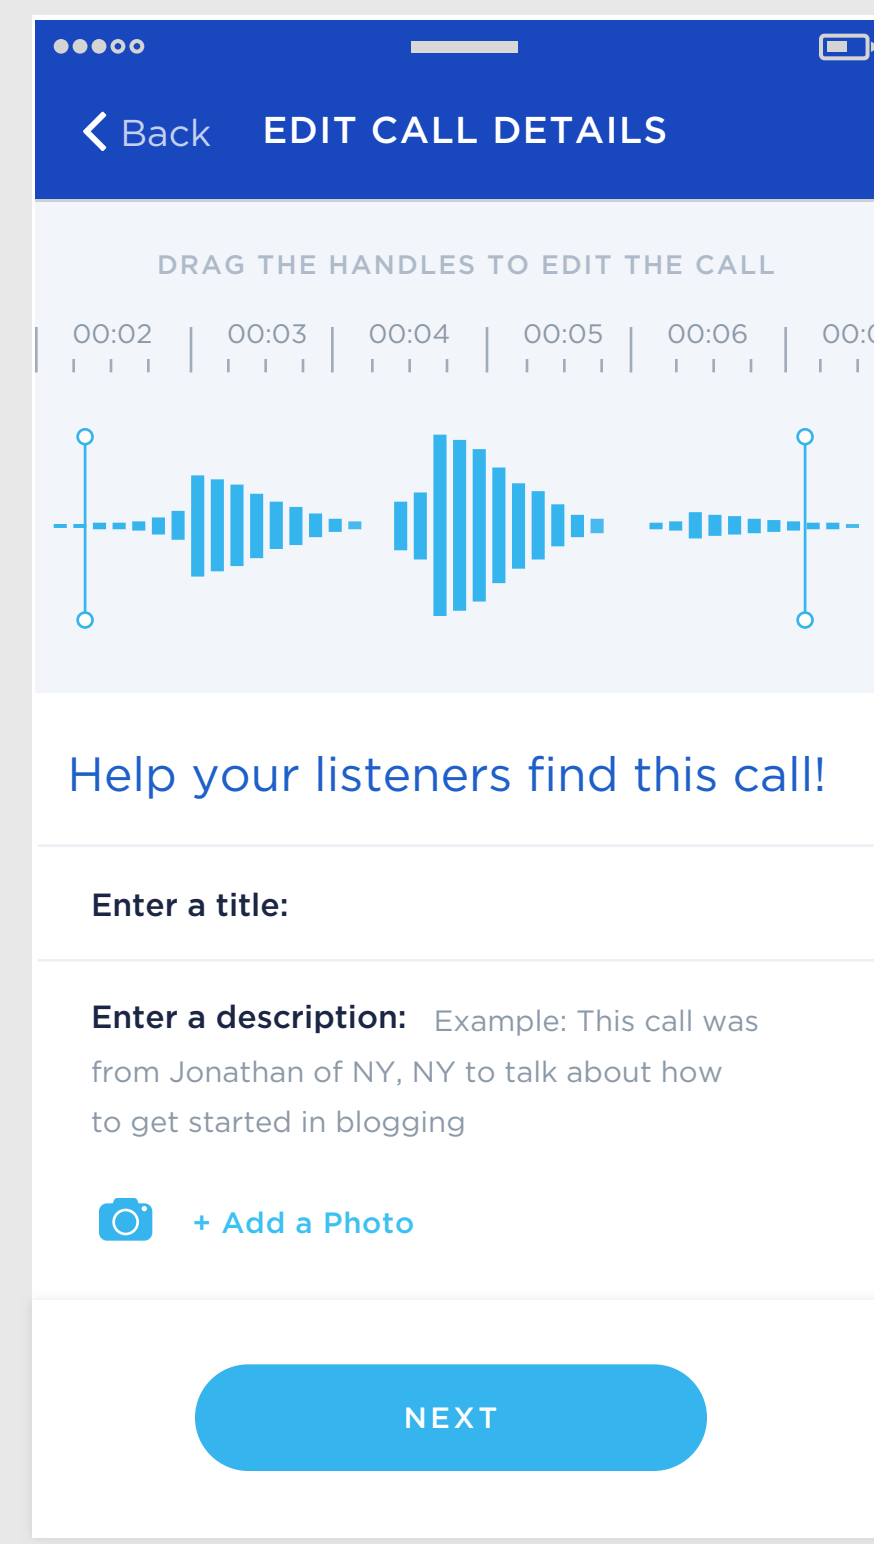 Back EDIT CALL DETAILS
DRAG THE HANDLES TO EDIT THE CALL
00:02 00:03 00:04 00:05 00:06
Help your listeners find this call!
Enter a title:
Enter a description: Example: This call was
from Jonathan of NY, NY to talk about how
to get started in blogging
+ Add a Photo
NEXT